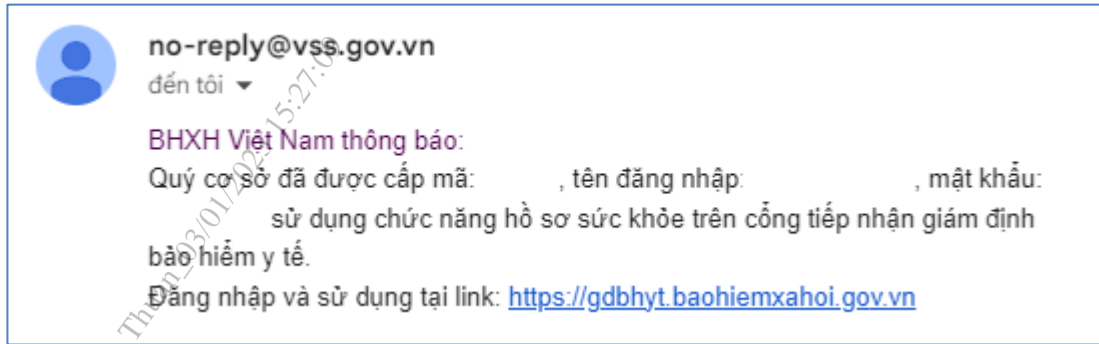 no-reply@vss.gov.vn
đến tôi
BHXH Việt Nam thông báo:
Quý cơ sở đã được cấp mã: , tên đăng nhập: , mật khẩu:
sử dụng chức năng hồ sơ sức khỏe trên cổng tiếp nhận giám định
bảo hiểm y tế.
Đăng nhập và sử dụng tại link: https://gdbhyt.baohiemxahoi.gov.vn